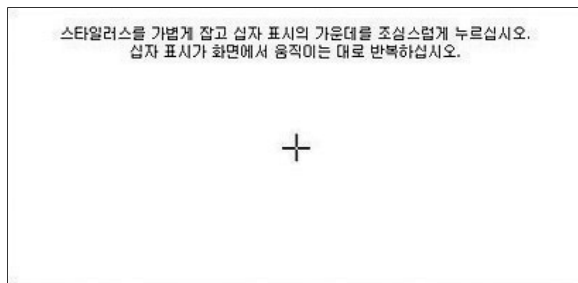 스타일러스를 가볍게 잡고 십자 표시의 가운데를 조심스럽게 누르십시오.
십자 표시가 화면에서 움직이는 대로 반복하십시오.